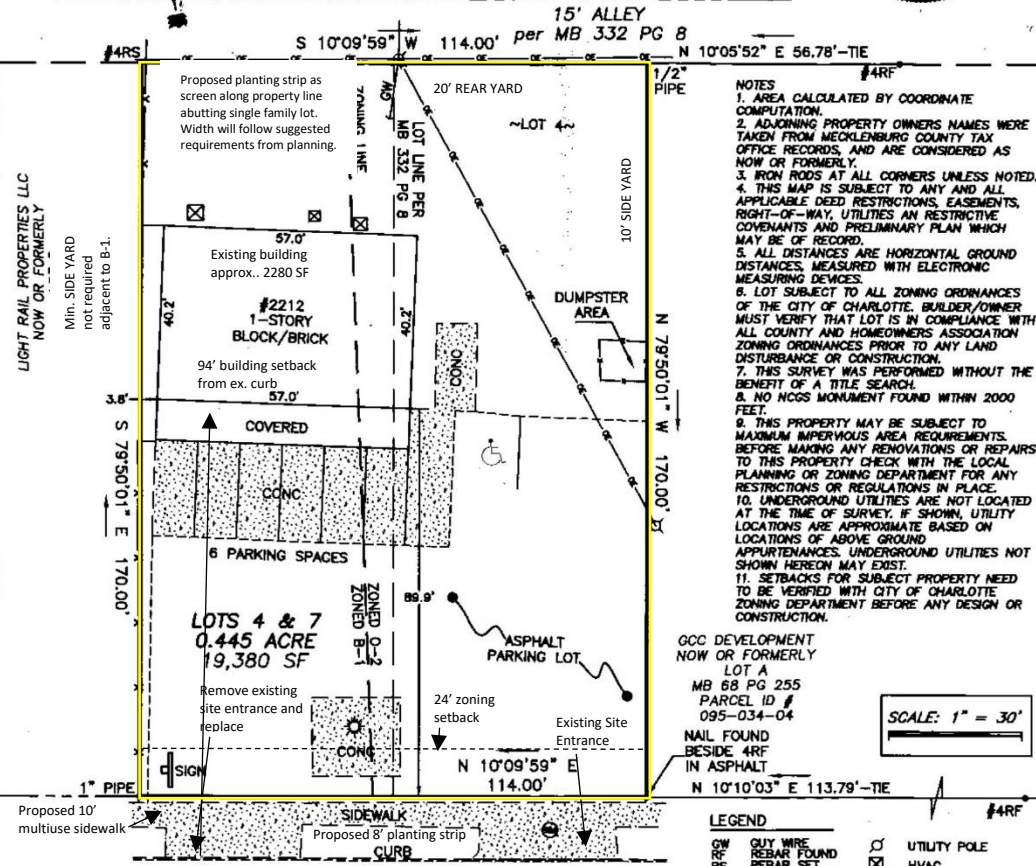 15' ALLEY
per MB 332 PG 8
S 10°09'59" W 114.00'
N 10°05'52" E 56.78'-TIE
#4RS
#4RF
1/2"
PIPE
Proposed planting strip as
screen along property line
abutting single family lot.
Width will follow suggested
requirements from planning.
ZONING LINE
GW
LOT LINE PER
MB 332 PG 8
20' REAR YARD
~LOT 4~
10' SIDE YARD
LIGHT RAIL PROPERTIES LLC
NOW OR FORMERLY
Min. SIDE YARD
not required
adjacent to B-1.
57.0'
Existing building
approx.. 2280 SF
40.2'
#2212
1-STORY
BLOCK/BRICK
40.2'
94' building setback
from ex. curb
3.8'
57.0'
COVERED
CONC
CONC
DUMPSTER
AREA
N 79°50'01" W 170.00'
S 79°50'01" E 170.00'
6 PARKING SPACES
ZONED O-2
ZONED B-1
89.9'
LOTS 4 & 7
0.445 ACRE
19,380 SF
ASPHALT
PARKING LOT
Remove existing
site entrance and
replace
24' zoning
setback
Existing Site
Entrance
CONC
SIGN
N 10°09'59" E
114.00'
1" PIPE
Proposed 10'
multiuse sidewalk
SIDEWALK
Proposed 8' planting strip
CURB
NOTES
1. AREA CALCULATED BY COORDINATE
COMPUTATION.
2. ADJOINING PROPERTY OWNERS NAMES WERE
TAKEN FROM MECKLENBURG COUNTY TAX
OFFICE RECORDS, AND ARE CONSIDERED AS
NOW OR FORMERLY.
3. IRON RODS AT ALL CORNERS UNLESS NOTED.
4. THIS MAP IS SUBJECT TO ANY AND ALL
APPLICABLE DEED RESTRICTIONS, EASEMENTS,
RIGHT-OF-WAY, UTILITIES AN RESTRICTIVE
COVENANTS AND PRELIMINARY PLAN WHICH
MAY BE OF RECORD.
5. ALL DISTANCES ARE HORIZONTAL GROUND
DISTANCES, MEASURED WITH ELECTRONIC
MEASURING DEVICES.
6. LOT SUBJECT TO ALL ZONING ORDINANCES
OF THE CITY OF CHARLOTTE. BUILDER/OWNER
MUST VERIFY THAT LOT IS IN COMPLIANCE WITH
ALL COUNTY AND HOMEOWNERS ASSOCIATION
ZONING ORDINANCES PRIOR TO ANY LAND
DISTURBANCE OR CONSTRUCTION.
7. THIS SURVEY WAS PERFORMED WITHOUT THE
BENEFIT OF A TITLE SEARCH.
8. NO NCGS MONUMENT FOUND WITHIN 2000
FEET.
9. THIS PROPERTY MAY BE SUBJECT TO
MAXIMUM IMPERVIOUS AREA REQUIREMENTS.
BEFORE MAKING ANY RENOVATIONS OR REPAIRS
TO THIS PROPERTY CHECK WITH THE LOCAL
PLANNING OR ZONING DEPARTMENT FOR ANY
RESTRICTIONS OR REGULATIONS IN PLACE.
10. UNDERGROUND UTILITIES ARE NOT LOCATED
AT THE TIME OF SURVEY. IF SHOWN, UTILITY
LOCATIONS ARE APPROXIMATE BASED ON
LOCATIONS OF ABOVE GROUND
APPURTENANCES. UNDERGROUND UTILITIES NOT
SHOWN HEREON MAY EXIST.
11. SETBACKS FOR SUBJECT PROPERTY NEED
TO BE VERIFIED WITH CITY OF CHARLOTTE
ZONING DEPARTMENT BEFORE ANY DESIGN OR
CONSTRUCTION.
GCC DEVELOPMENT
NOW OR FORMERLY
LOT A
MB 68 PG 255
PARCEL ID #
095-034-04
NAIL FOUND
BESIDE 4RF
IN ASPHALT
SCALE: 1" = 30'
N 10°10'03" E 113.79'-TIE
#4RF
LEGEND
GW GUY WIRE
RF REBAR FOUND
RS REBAR SET
UTILITY POLE
HVAC